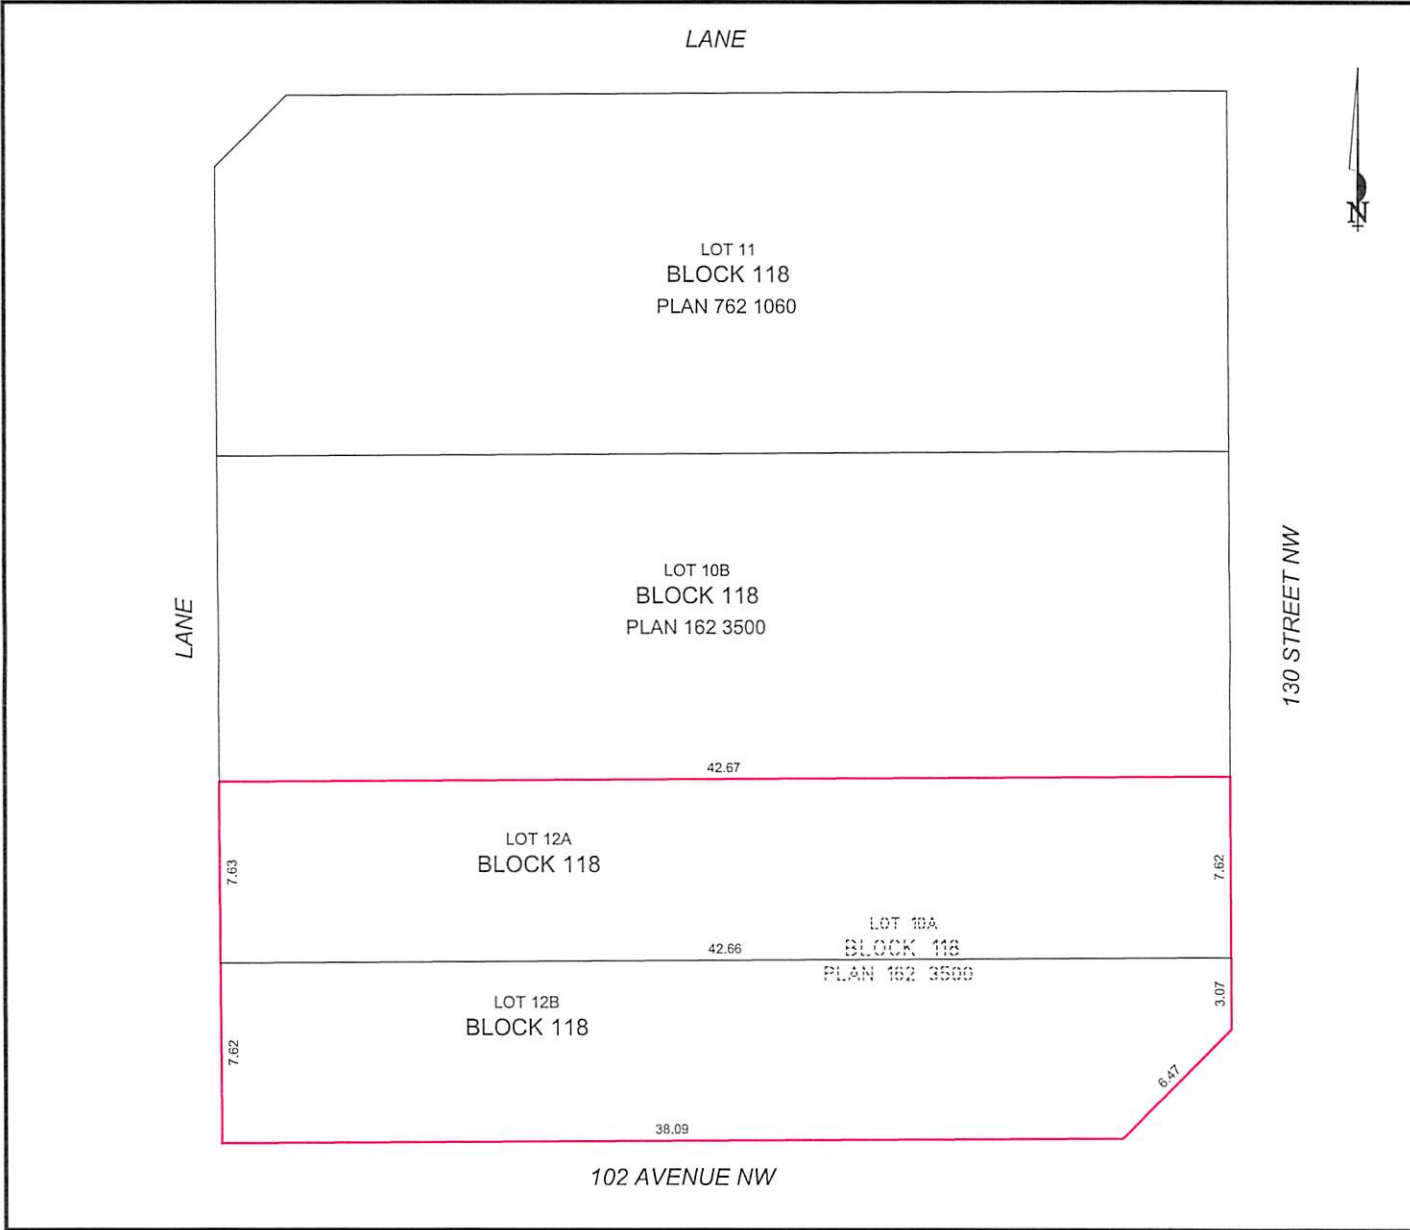 LANE
N
LOT 11
BLOCK 118
PLAN 762 1060
LOT 10B
BLOCK 118
PLAN 162 3500
LANE
130 STREET NW
42.67
LOT 12A
BLOCK 118
7.63
7.62
LOT 10A
BLOCK 118
PLAN 162 3500
42.66
LOT 12B
BLOCK 118
3.07
7.62
6.47
38.09
102 AVENUE NW